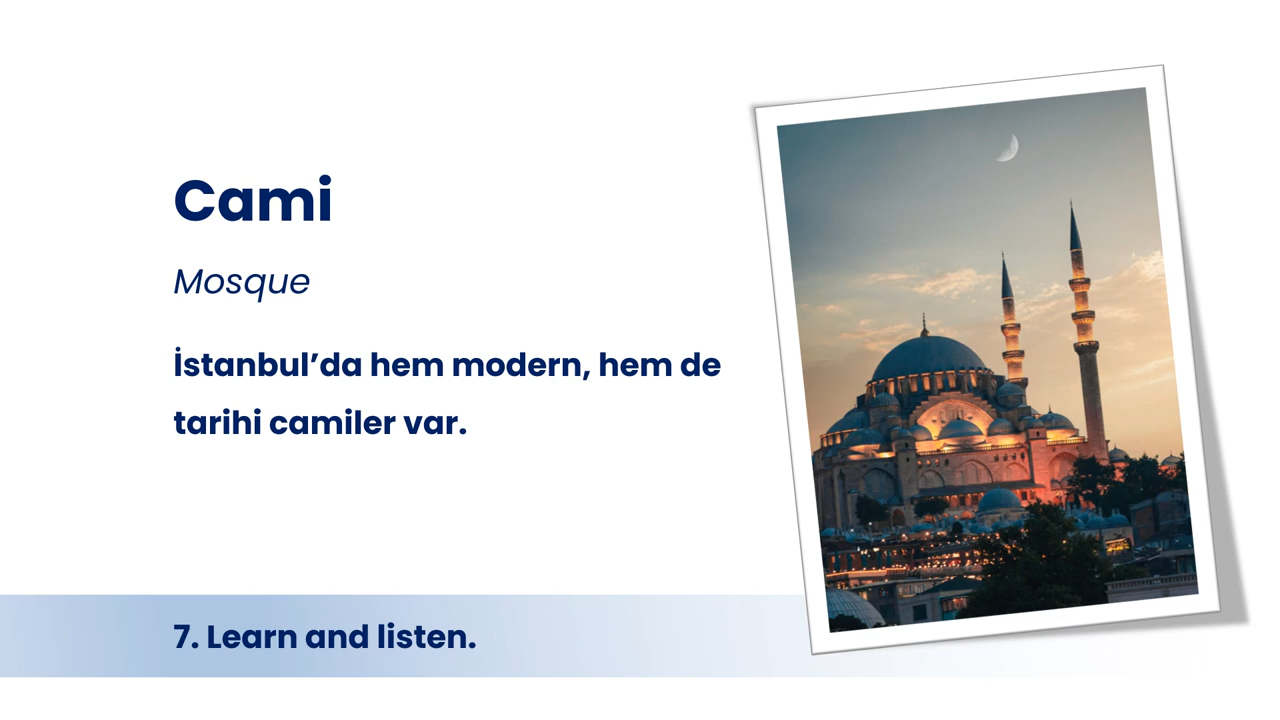 Cami
Mosque
İstanbul’da hem modern, hem de
tarihi camiler var.
7. Learn and listen.